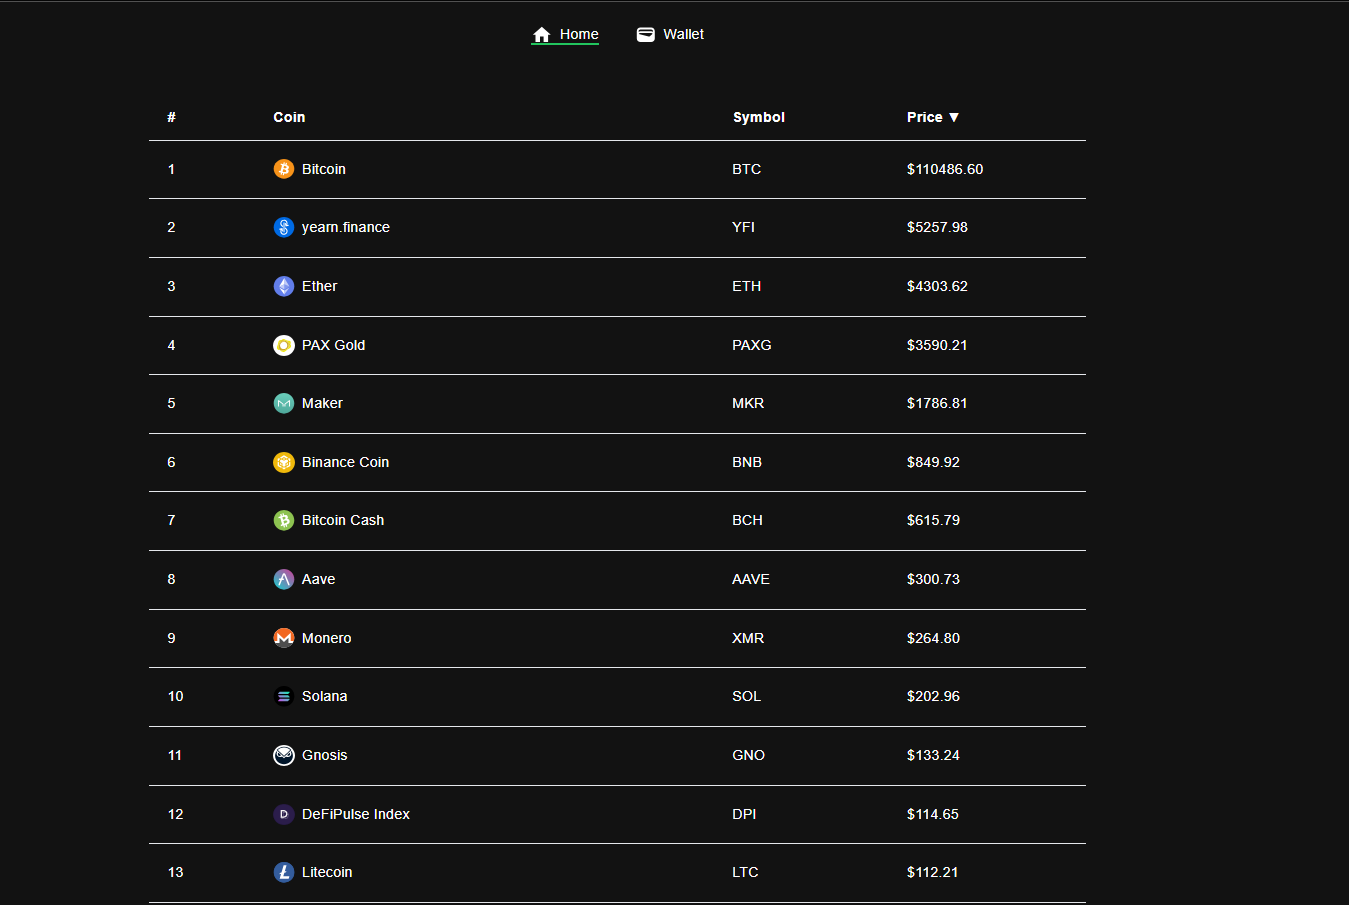 Home Wallet
# Coin Symbol Price ▼
1 Bitcoin BTC $110486.60
2 yearn.finance YFI $5257.98
3 Ether ETH $4303.62
4 PAX Gold PAXG $3590.21
5 Maker MKR $1786.81
6 Binance Coin BNB $849.92
7 Bitcoin Cash BCH $615.79
8 Aave AAVE $300.73
9 Monero XMR $264.80
10 Solana SOL $202.96
11 Gnosis GNO $133.24
12 DeFiPulse Index DPI $114.65
13 Litecoin LTC $112.21